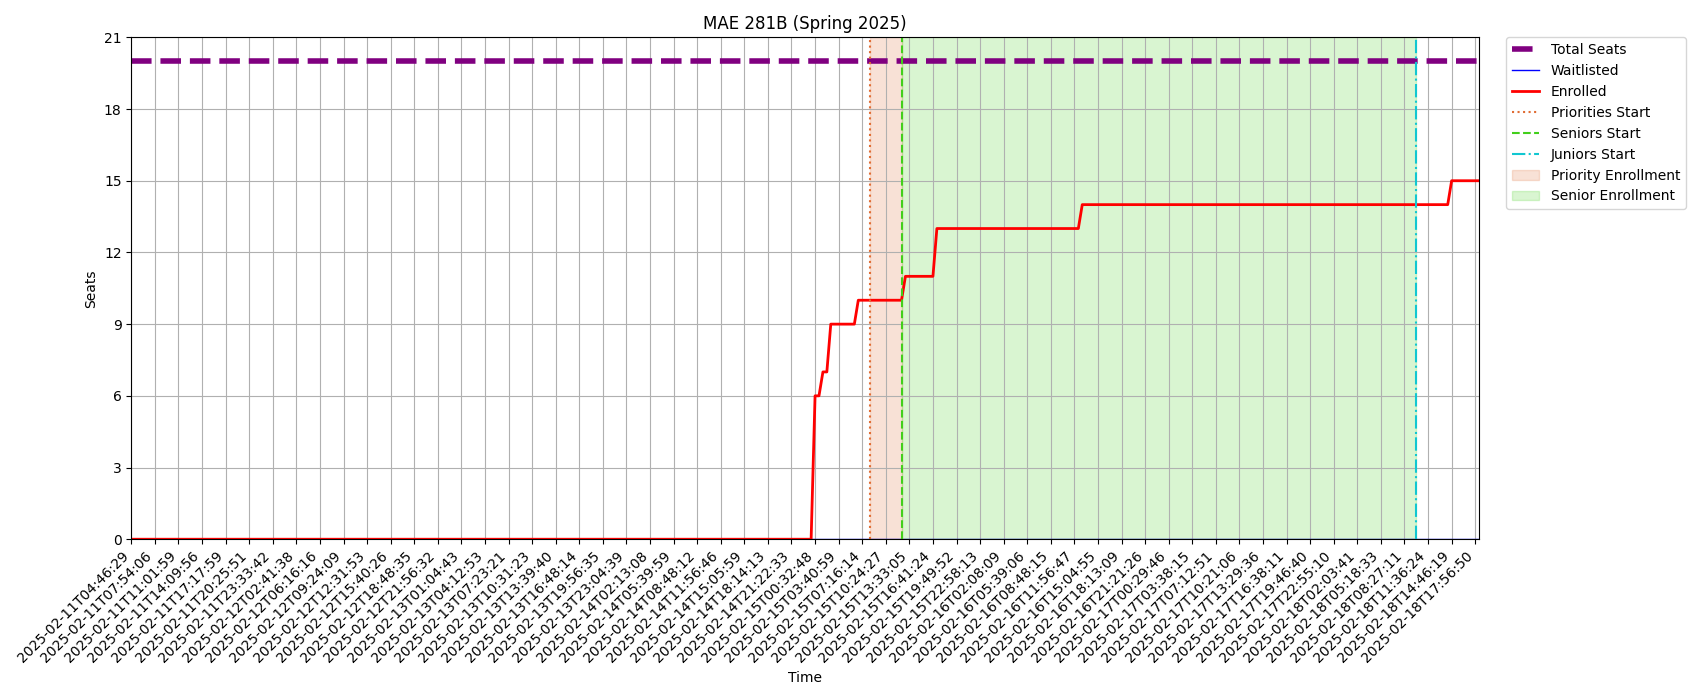 MAE 281B (Spring 2025)
21
18
15
12
9
6
3
0
Seats
Total Seats
Waitlisted
Enrolled
Priorities Start
Seniors Start
Juniors Start
Priority Enrollment
Senior Enrollment
2025-02-11T04:46:29
2025-02-11T07:54:06
2025-02-11T11:01:59
2025-02-11T14:09:56
2025-02-11T17:17:59
2025-02-11T20:25:51
2025-02-11T23:33:42
2025-02-12T02:41:38
2025-02-12T06:16:16
2025-02-12T09:24:09
2025-02-12T12:31:53
2025-02-12T15:40:26
2025-02-12T18:48:35
2025-02-12T21:56:32
2025-02-13T01:04:43
2025-02-13T04:12:53
2025-02-13T07:23:21
2025-02-13T10:31:23
2025-02-13T13:39:40
2025-02-13T16:48:14
2025-02-13T19:56:35
2025-02-13T23:04:39
2025-02-14T02:13:08
2025-02-14T05:39:59
2025-02-14T08:48:12
2025-02-14T11:56:46
2025-02-14T15:05:59
2025-02-14T18:14:13
2025-02-14T21:22:33
2025-02-15T00:32:48
2025-02-15T03:40:59
2025-02-15T07:16:14
2025-02-15T10:24:27
2025-02-15T13:33:05
2025-02-15T16:41:24
2025-02-15T19:49:52
2025-02-15T22:58:13
2025-02-16T02:08:09
2025-02-16T05:39:06
2025-02-16T08:48:15
2025-02-16T11:56:47
2025-02-16T15:04:55
2025-02-16T18:13:09
2025-02-16T21:21:26
2025-02-17T00:29:46
2025-02-17T03:38:15
2025-02-17T07:12:51
2025-02-17T10:21:06
2025-02-17T13:29:36
2025-02-17T16:38:11
2025-02-17T19:46:40
2025-02-17T22:55:10
2025-02-18T02:03:41
2025-02-18T05:18:33
2025-02-18T08:27:11
2025-02-18T11:36:24
2025-02-18T14:46:19
2025-02-18T17:56:50
Time